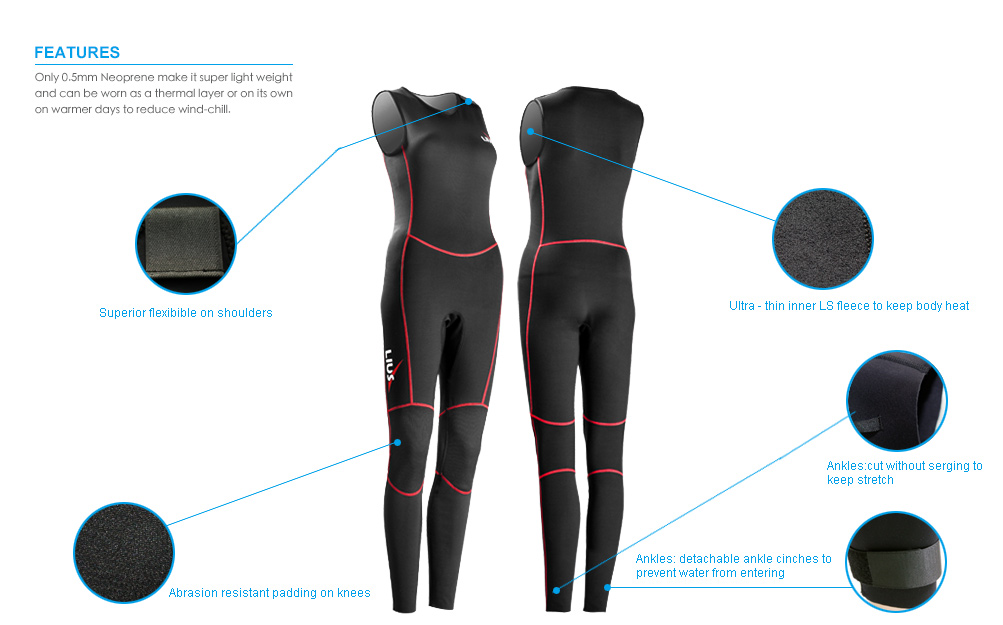 FEATURES
Only 0.5mm Neoprene make it super light weight
and can be worn as a thermal layer or on its own
on warmer days to reduce wind-chill.
Superior flexibible on shoulders
Ultra - thin inner LS fleece to keep body heat
LIUS
Ankles:cut without serging to
keep stretch
Ankles: detachable ankle cinches to
prevent water from entering
Abrasion resistant padding on knees